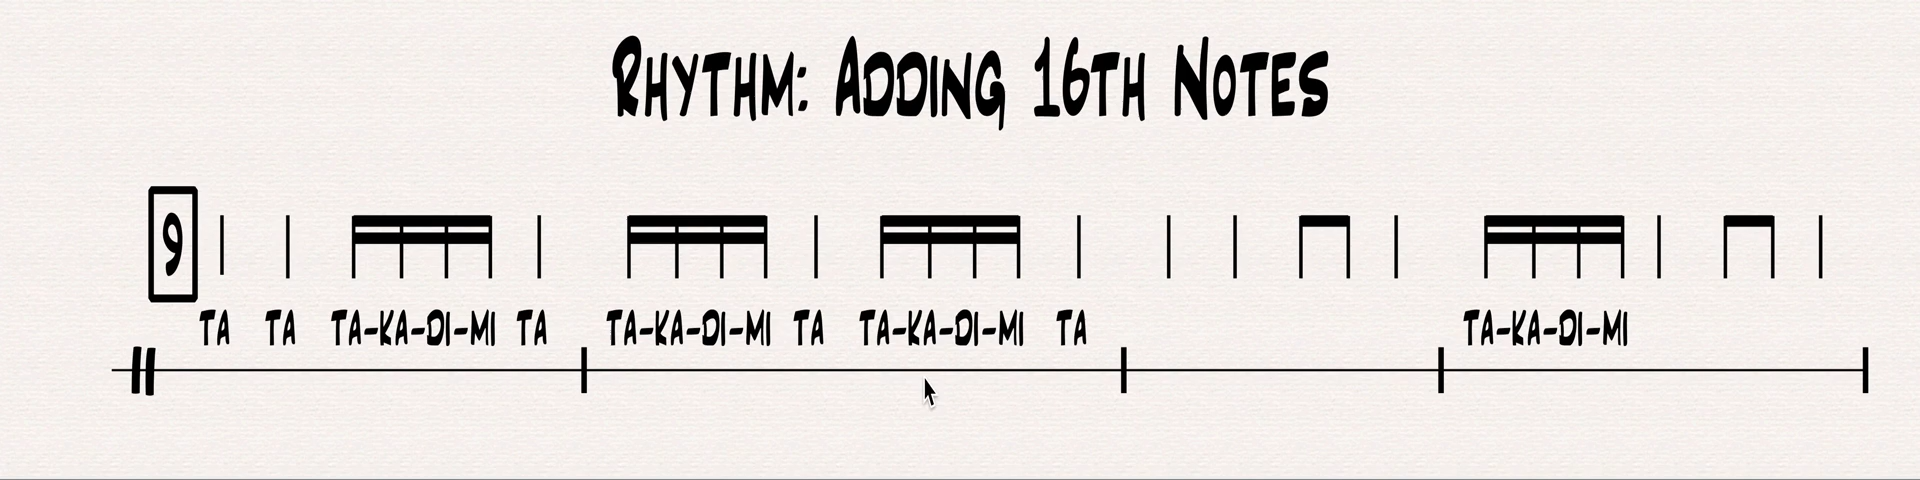 Rhythm: Adding 16th Notes
9
TA TA TA-KA-DI-MI TA TA-KA-DI-MI TA TA-KA-DI-MI TA TA-KA-DI-MI